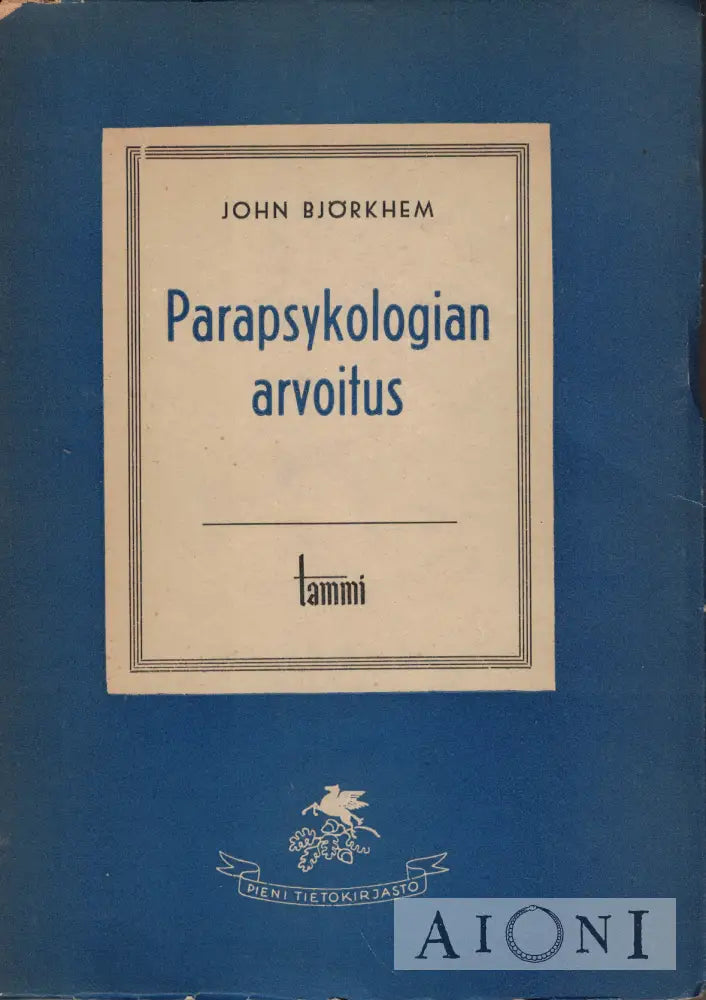 JOHN BJÖRKHEM
Parapsykologian
arvoitus
tammi
PIENI TIETOKIRJASTO
AIONI